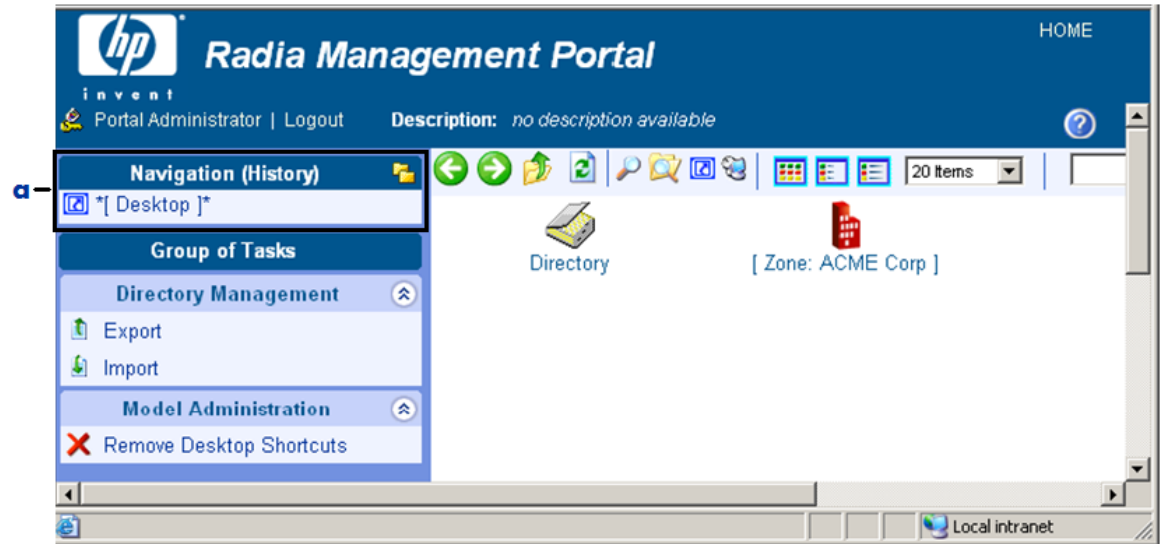 HOME
hp
Radia Management Portal
invent
Portal Administrator | Logout
Description: no description available
?
a
Navigation (History)
20 Items
*[ Desktop ]*
Group of Tasks
Directory
[ Zone: ACME Corp ]
Directory Management
Export
Import
Model Administration
Remove Desktop Shortcuts
Local intranet